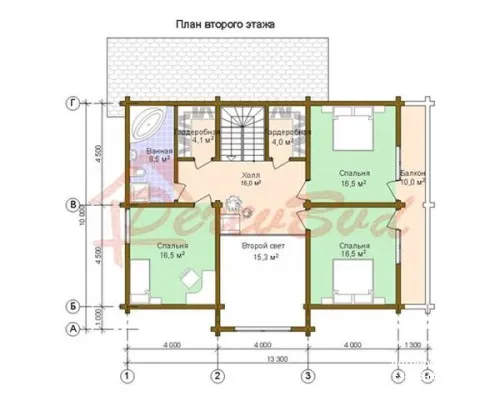 План второго этажа
Г
Гардеробная
4,1 м²
Гардеробная
4,0 м²
Ванная
8,5 м²
Холл
16,0 м²
Спальня
16,5 м²
Балкон
10,0 м²
4 500
10 000
В
Спальня
16,5 м²
Второй свет
15,3 м²
Спальня
16,5 м²
4 500
Б
1 000
А
4 000
4 000
4 000
1 300
13 300
1
2
3
4
5